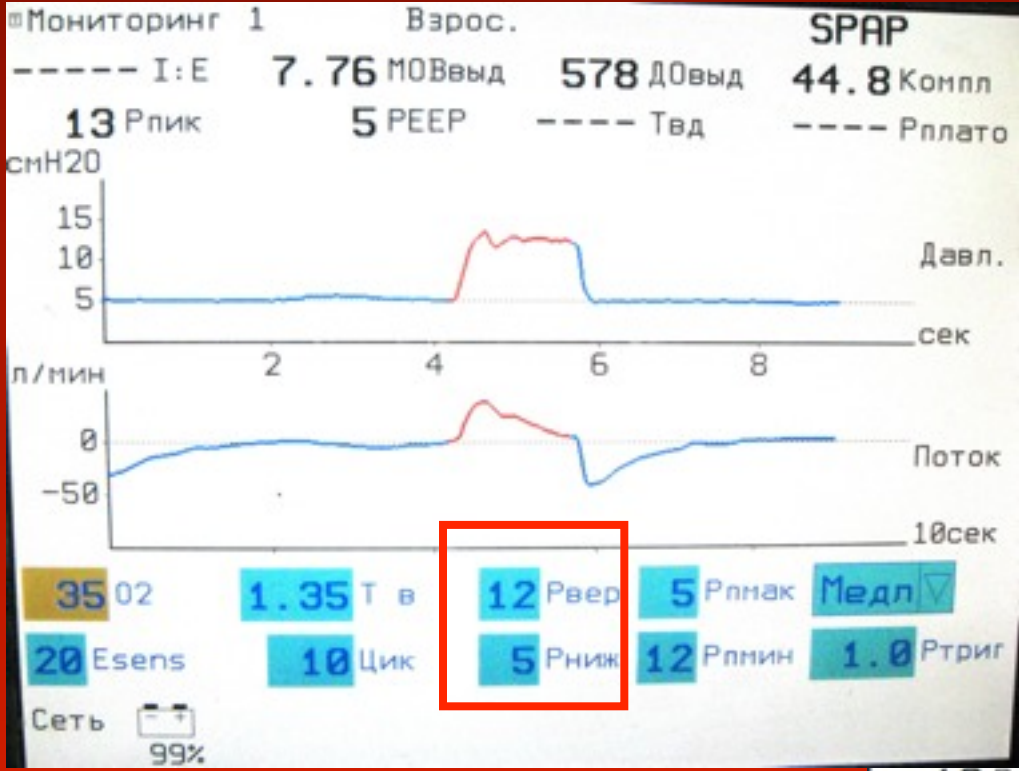 Мониторинг 1 Взрос. SPAP
----- I:E 7.76 МОВвыд 578 ДОвыд 44.8 Компл
13 Рпик 5 PEEP ---- Твд ---- Рплато
смH2O
15
10 Давл.
5
сек
2 4 6 8
л/мин
0
Поток
-50
10сек
35 O2 1.35 Т в 12 Рвер 5 Рпмак Медл
20 Esens 10 Цик 5 Рниж 12 Рпмин 1.0 Ртриг
Сеть - +
99%